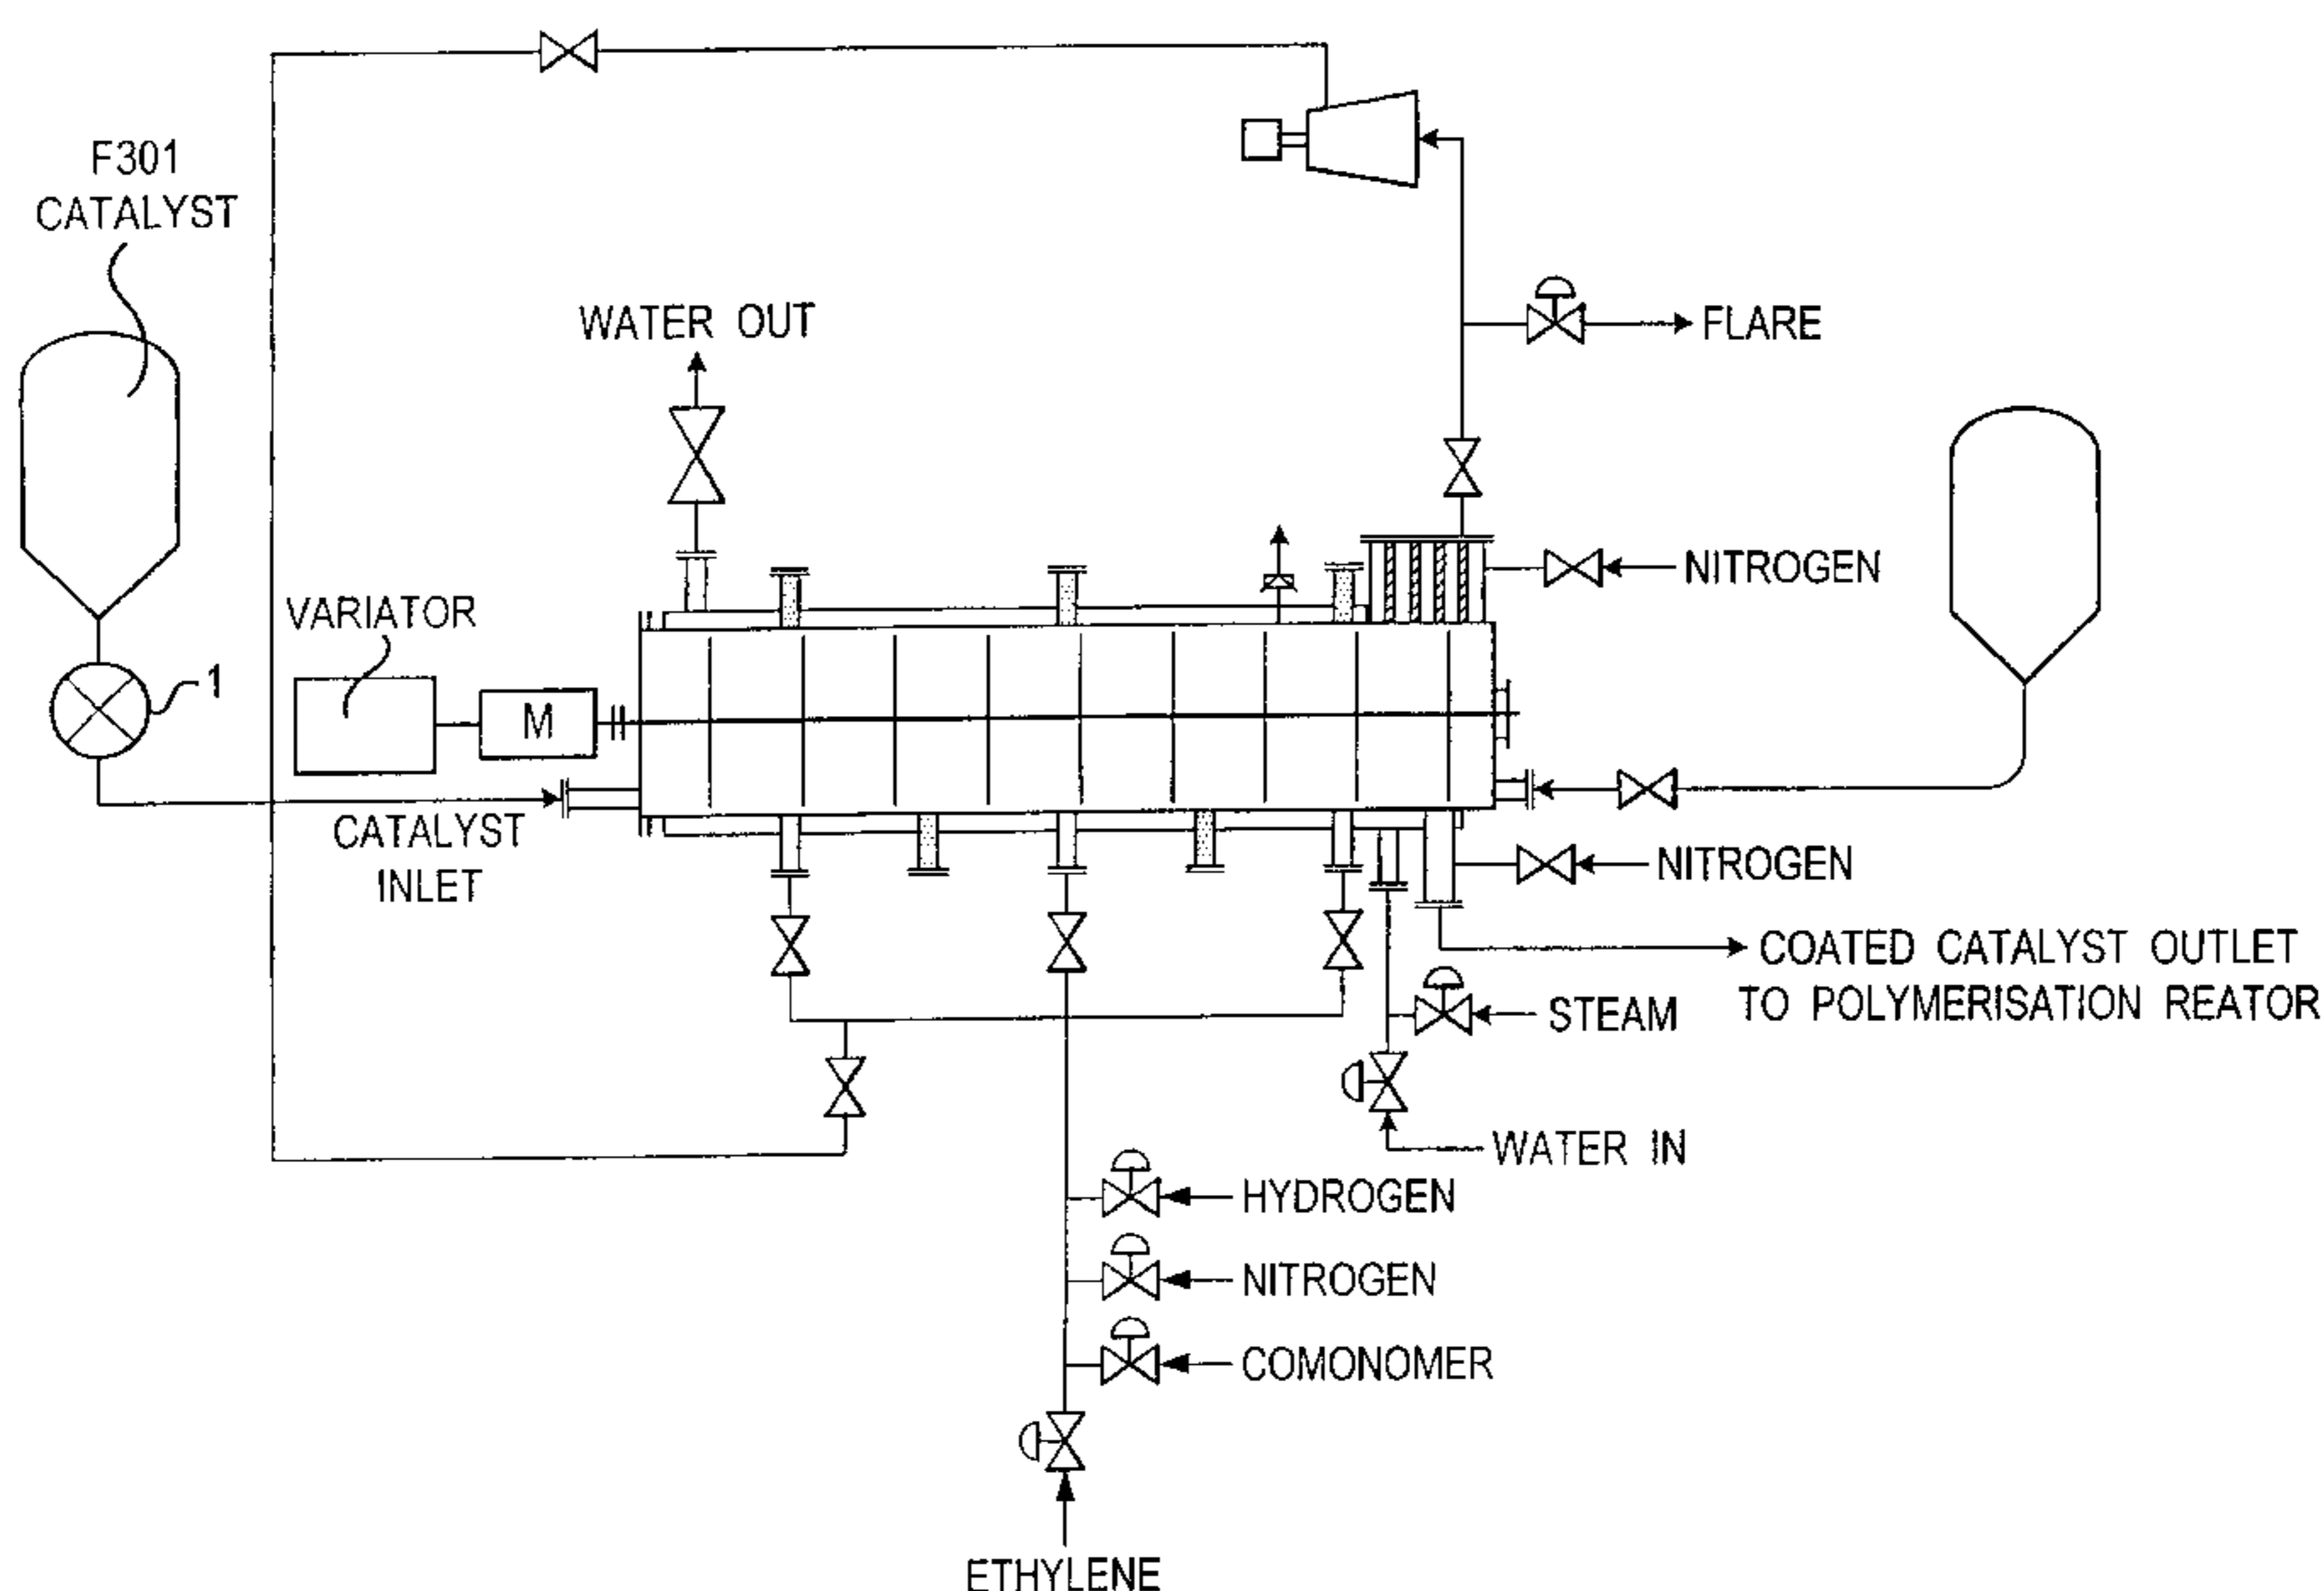 F301
CATALYST
WATER OUT
FLARE
NITROGEN
VARIATOR
1
M
CATALYST
INLET
NITROGEN
COATED CATALYST OUTLET
TO POLYMERISATION REATOR
STEAM
WATER IN
HYDROGEN
NITROGEN
COMONOMER
ETHYLENE